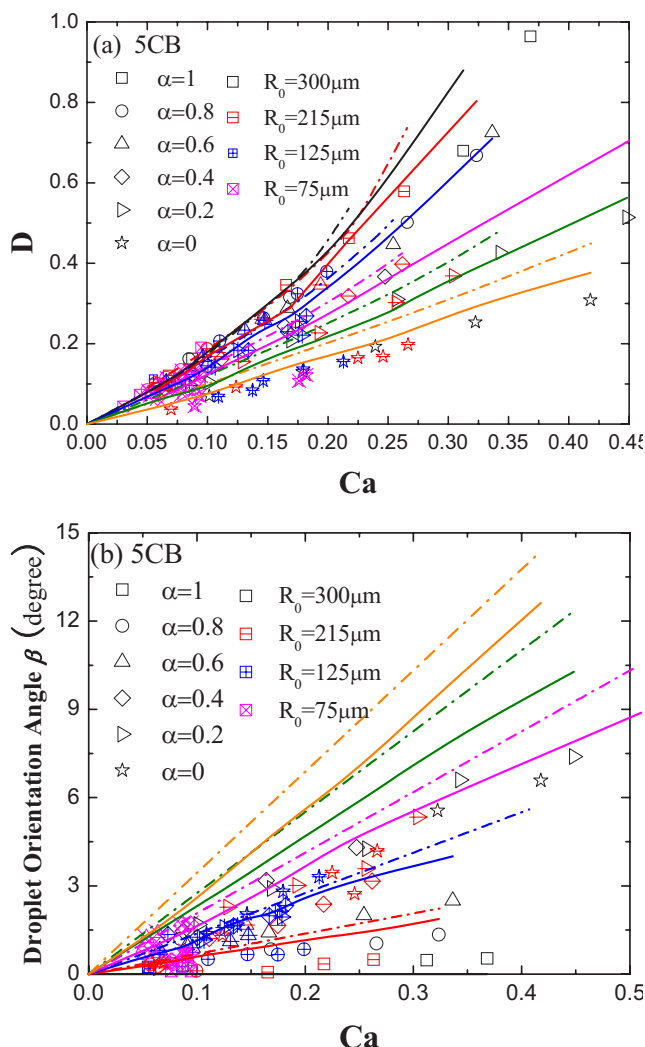 (a) 5CB
α=1
α=0.8
α=0.6
α=0.4
α=0.2
α=0
R₀=300μm
R₀=215μm
R₀=125μm
R₀=75μm
1.0
0.8
0.6
0.4
0.2
0.0
D
0.00 0.05 0.10 0.15 0.20 0.25 0.30 0.35 0.40 0.45
Ca
(b) 5CB
α=1
α=0.8
α=0.6
α=0.4
α=0.2
α=0
R₀=300μm
R₀=215μm
R₀=125μm
R₀=75μm
15
12
9
6
3
0
Droplet Orientation Angle β (degree)
0.0 0.1 0.2 0.3 0.4 0.5
Ca